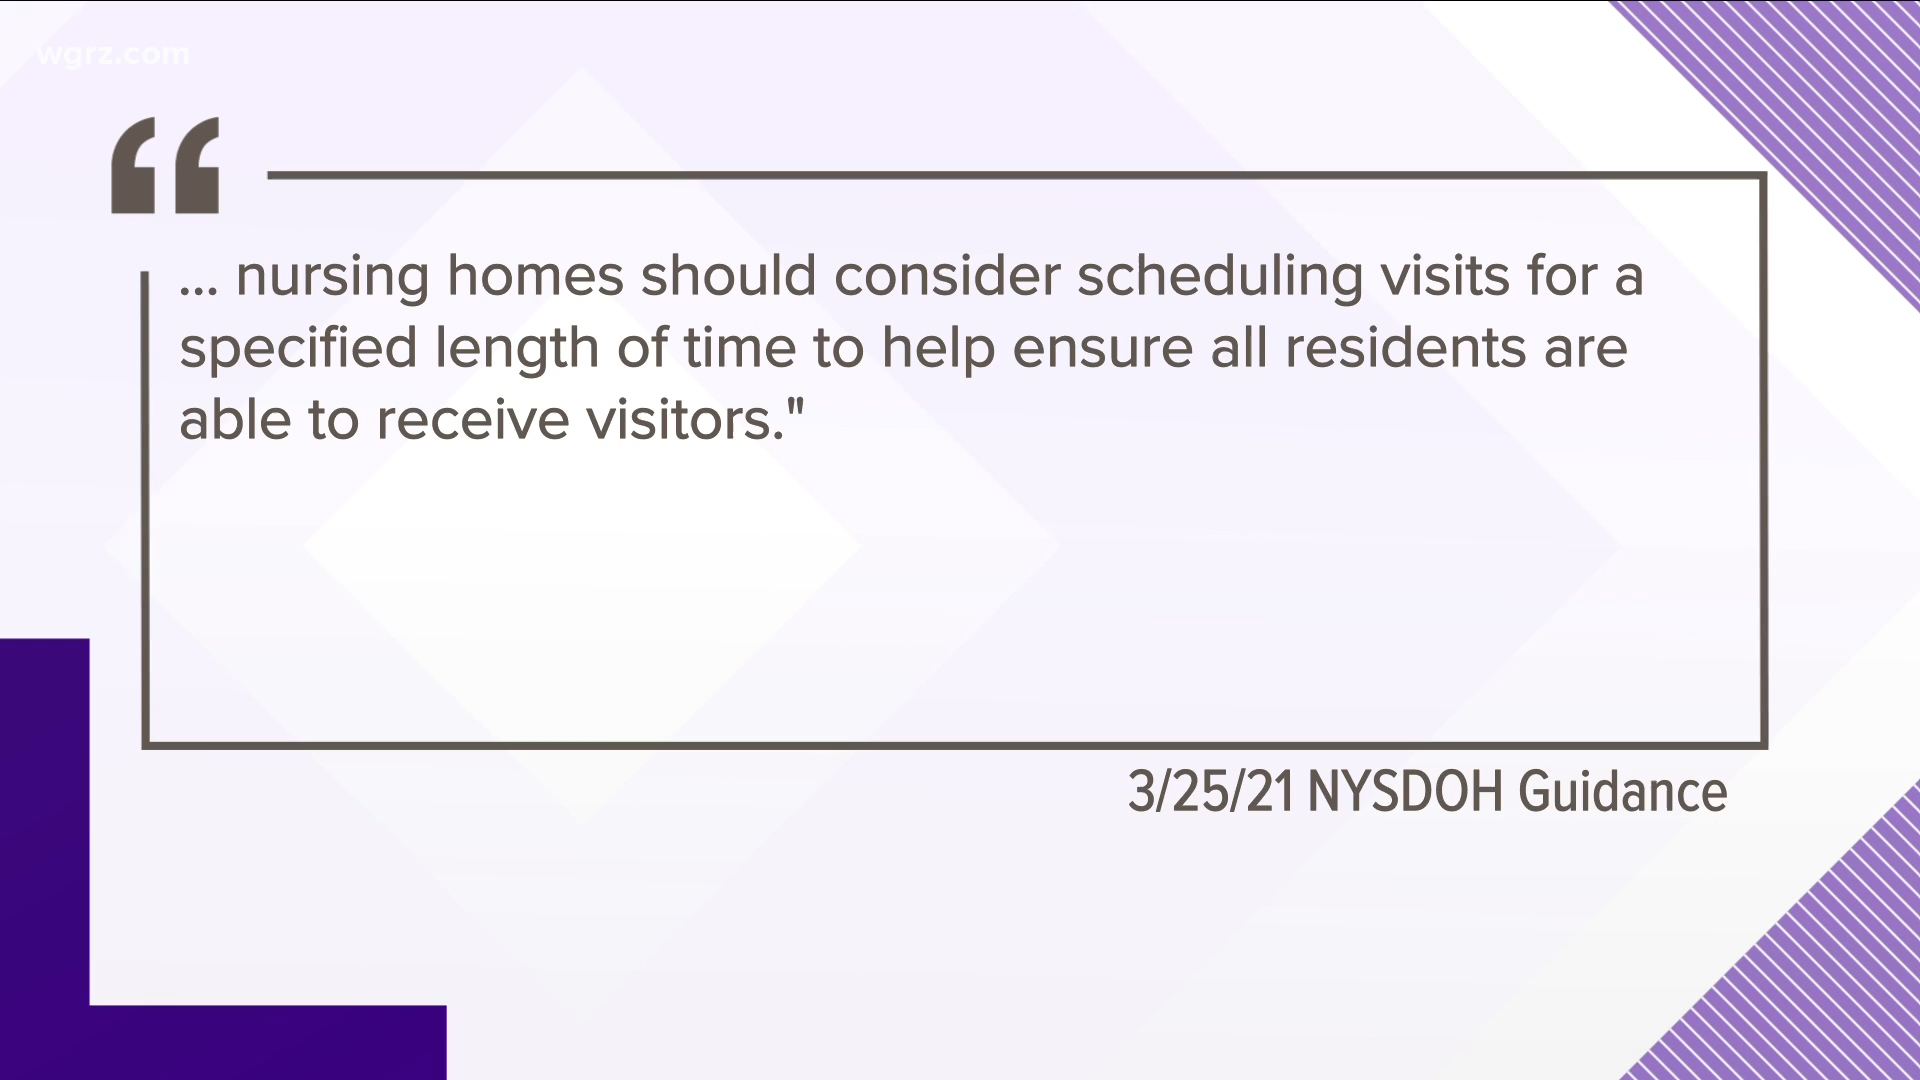 wgrz.com
“
... nursing homes should consider scheduling visits for a
specified length of time to help ensure all residents are
able to receive visitors."
3/25/21 NYSDOH Guidance